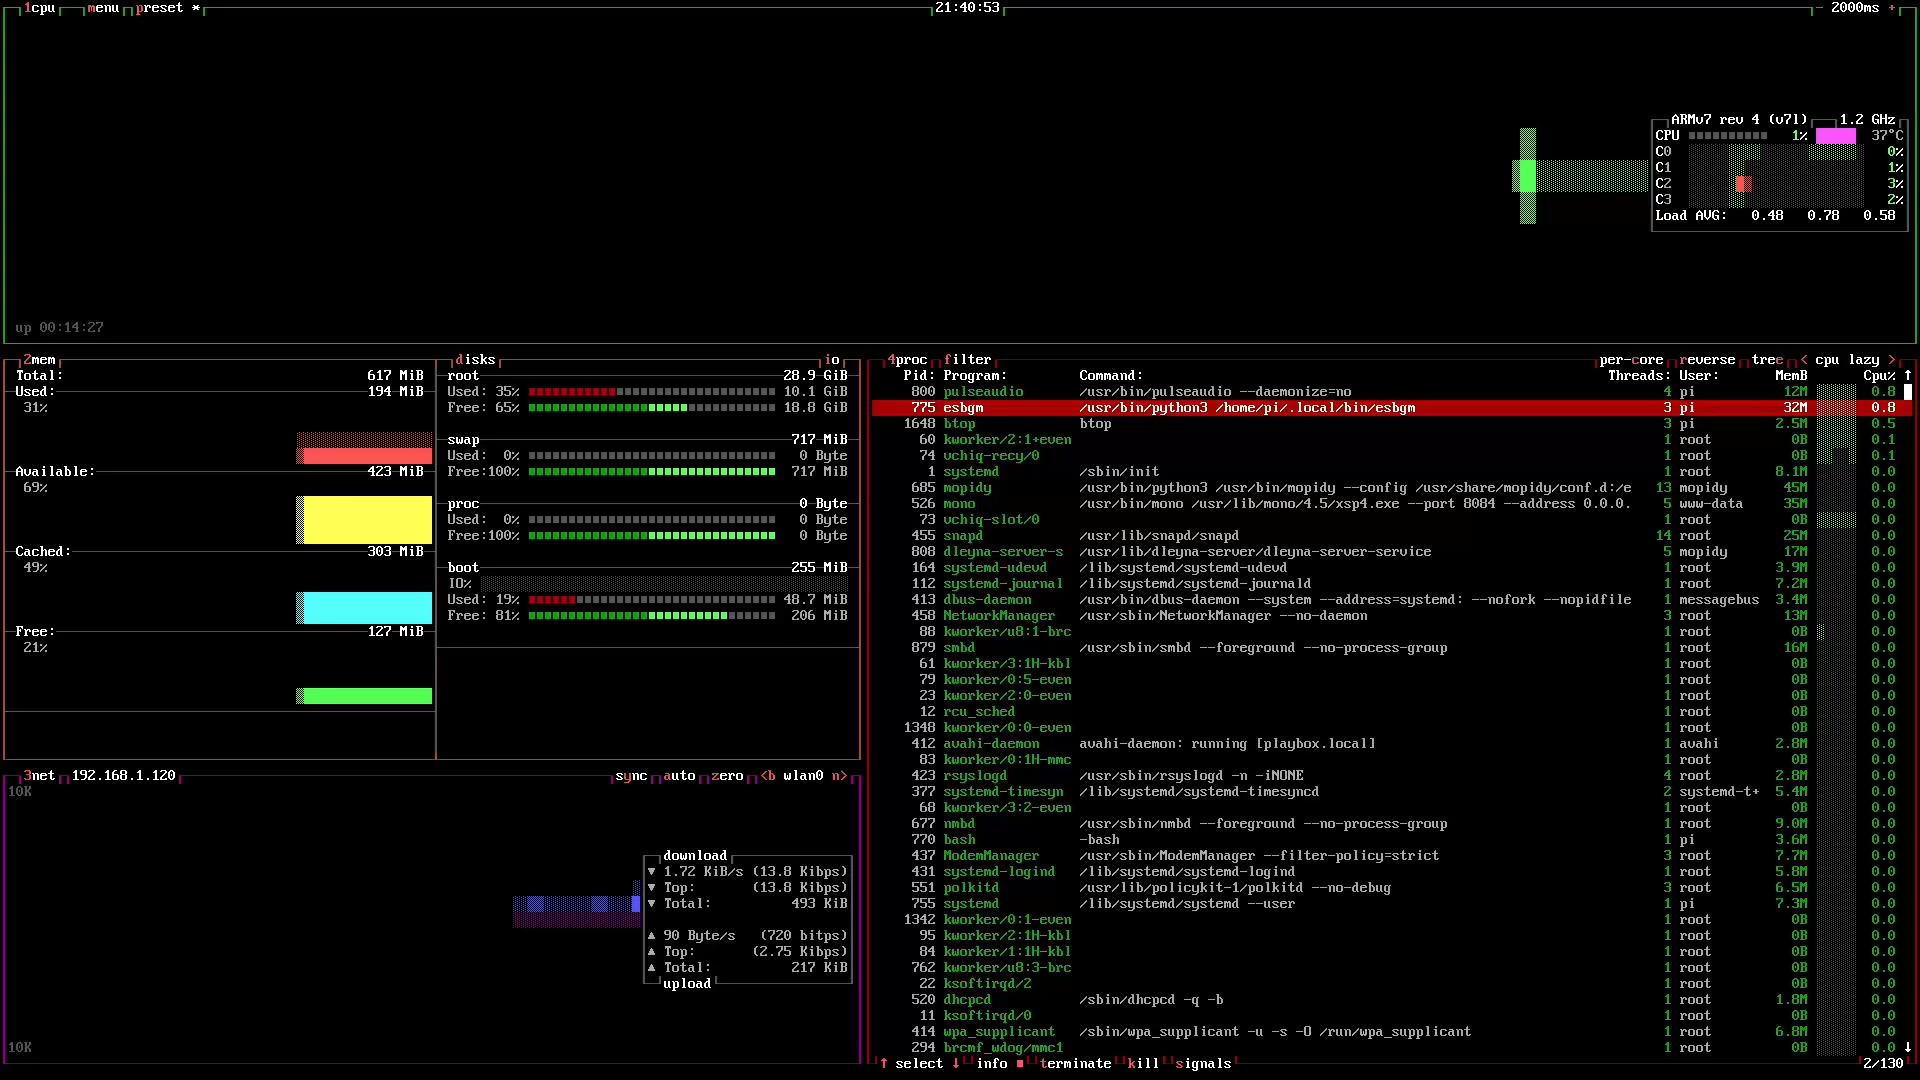 1cpu menu preset * 21:40:53 - 2000ms +
ARMv7 rev 4 (v7l) 1.2 GHz
CPU 1% 37°C
C0 0%
C1 1%
C2 3%
C3 2%
Load AVG: 0.48 0.78 0.58
up 00:14:27
2mem
Total: 617 MiB
Used: 194 MiB
31%
Available: 423 MiB
69%
Cached: 303 MiB
49%
Free: 127 MiB
21%
disks io
root 28.9 GiB
Used: 35% 10.1 GiB
Free: 65% 18.8 GiB
swap 717 MiB
Used: 0% 0 Byte
Free:100% 717 MiB
proc 0 Byte
Used: 0% 0 Byte
Free:100% 0 Byte
boot 255 MiB
IO%
Used: 19% 48.7 MiB
Free: 81% 206 MiB
3net 192.168.1.120 sync auto zero <b wlan0 n>
10K
download
▼ 1.72 KiB/s (13.8 Kibps)
▼ Top: (13.8 Kibps)
▼ Total: 493 KiB
▲ 90 Byte/s (720 bitps)
▲ Top: (2.75 Kibps)
▲ Total: 217 KiB
upload
10K
4proc filter per-core reverse tree < cpu lazy >
Pid: Program: Command: Threads: User: MemB Cpu% ↑
800 pulseaudio /usr/bin/pulseaudio --daemonize=no 4 pi 12M 0.8
775 esbgm /usr/bin/python3 /home/pi/.local/bin/esbgm 3 pi 32M 0.8
1648 btop btop 3 pi 2.5M 0.5
60 kworker/2:1+even 1 root 0B 0.1
74 vchiq-recy/0 1 root 0B 0.1
1 systemd /sbin/init 1 root 8.1M 0.0
685 mopidy /usr/bin/python3 /usr/bin/mopidy --config /usr/share/mopidy/conf.d:/e 13 mopidy 45M 0.0
526 mono /usr/bin/mono /usr/lib/mono/4.5/xsp4.exe --port 8084 --address 0.0.0. 5 www-data 35M 0.0
73 vchiq-slot/0 1 root 0B 0.0
455 snapd /usr/lib/snapd/snapd 14 root 25M 0.0
808 dleyna-server-s /usr/lib/dleyna-server/dleyna-server-service 5 mopidy 17M 0.0
164 systemd-udevd /lib/systemd/systemd-udevd 1 root 3.9M 0.0
112 systemd-journal /lib/systemd/systemd-journald 1 root 7.2M 0.0
413 dbus-daemon /usr/bin/dbus-daemon --system --address=systemd: --nofork --nopidfile 1 messagebus 3.4M 0.0
458 NetworkManager /usr/sbin/NetworkManager --no-daemon 3 root 13M 0.0
88 kworker/u8:1-brc 1 root 0B 0.0
879 smbd /usr/sbin/smbd --foreground --no-process-group 1 root 16M 0.0
61 kworker/3:1H-kbl 1 root 0B 0.0
79 kworker/0:5-even 1 root 0B 0.0
23 kworker/2:0-even 1 root 0B 0.0
12 rcu_sched 1 root 0B 0.0
1348 kworker/0:0-even 1 root 0B 0.0
412 avahi-daemon avahi-daemon: running [playbox.local] 1 avahi 2.8M 0.0
83 kworker/0:1H-mmc 1 root 0B 0.0
423 rsyslogd /usr/sbin/rsyslogd -n -iNONE 4 root 2.8M 0.0
377 systemd-timesyn /lib/systemd/systemd-timesyncd 2 systemd-t+ 5.4M 0.0
68 kworker/3:2-even 1 root 0B 0.0
677 nmbd /usr/sbin/nmbd --foreground --no-process-group 1 root 9.0M 0.0
770 bash -bash 1 pi 3.6M 0.0
437 ModemManager /usr/sbin/ModemManager --filter-policy=strict 3 root 7.7M 0.0
431 systemd-logind /lib/systemd/systemd-logind 1 root 5.8M 0.0
551 polkitd /usr/lib/policykit-1/polkitd --no-debug 3 root 6.5M 0.0
755 systemd /lib/systemd/systemd --user 1 pi 7.3M 0.0
1342 kworker/0:1-even 1 root 0B 0.0
95 kworker/2:1H-kbl 1 root 0B 0.0
84 kworker/1:1H-kbl 1 root 0B 0.0
762 kworker/u8:3-brc 1 root 0B 0.0
22 ksoftirqd/2 1 root 0B 0.0
520 dhcpcd /sbin/dhcpcd -q -b 1 root 1.8M 0.0
11 ksoftirqd/0 1 root 0B 0.0
414 wpa_supplicant /sbin/wpa_supplicant -u -s -O /run/wpa_supplicant 1 root 6.8M 0.0
294 brcmf_wdog/mmc1 1 root 0B 0.0 ↓
↑ select ↓ info ■ terminate kill signals 2/130